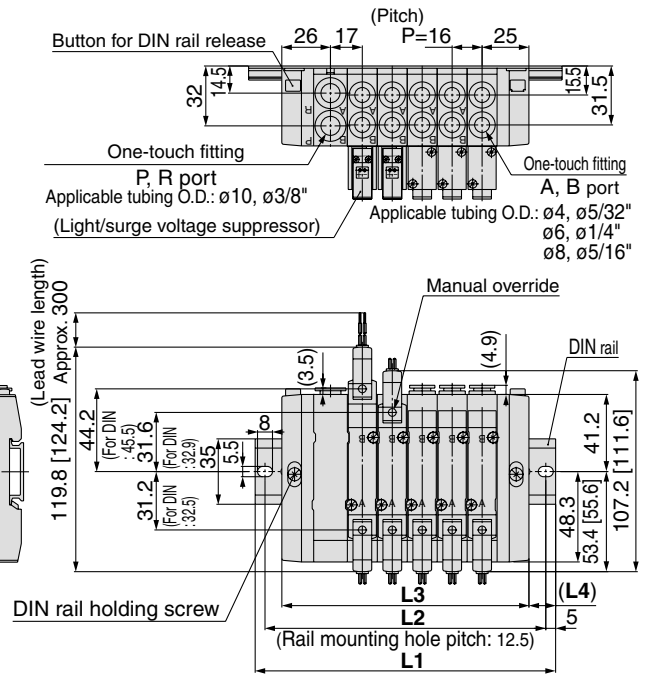 (Pitch)
26 17 P=16 25
Button for DIN rail release
32
14.5
15.5
31.5
R
P
A A A A A
B B B B B
One-touch fitting
P, R port
Applicable tubing O.D.: ø10, ø3/8"
(Light/surge voltage suppressor)
One-touch fitting
A, B port
Applicable tubing O.D.: ø4, ø5/32"
ø6, ø1/4"
ø8, ø5/16"
(Lead wire length)
Approx. 300
Manual override
DIN rail
(3.5)
(4.9)
119.8 [124.2]
44.2
(For DIN
: 45.5)
31.6
(For DIN
: 32.9)
8
35
5.5
31.2
(For DIN
: 32.5)
B B B B B
A A A A A
41.2
48.3
53.4 [55.6]
107.2 [111.6]
DIN rail holding screw
L3 (L4)
L2 5
(Rail mounting hole pitch: 12.5)
L1